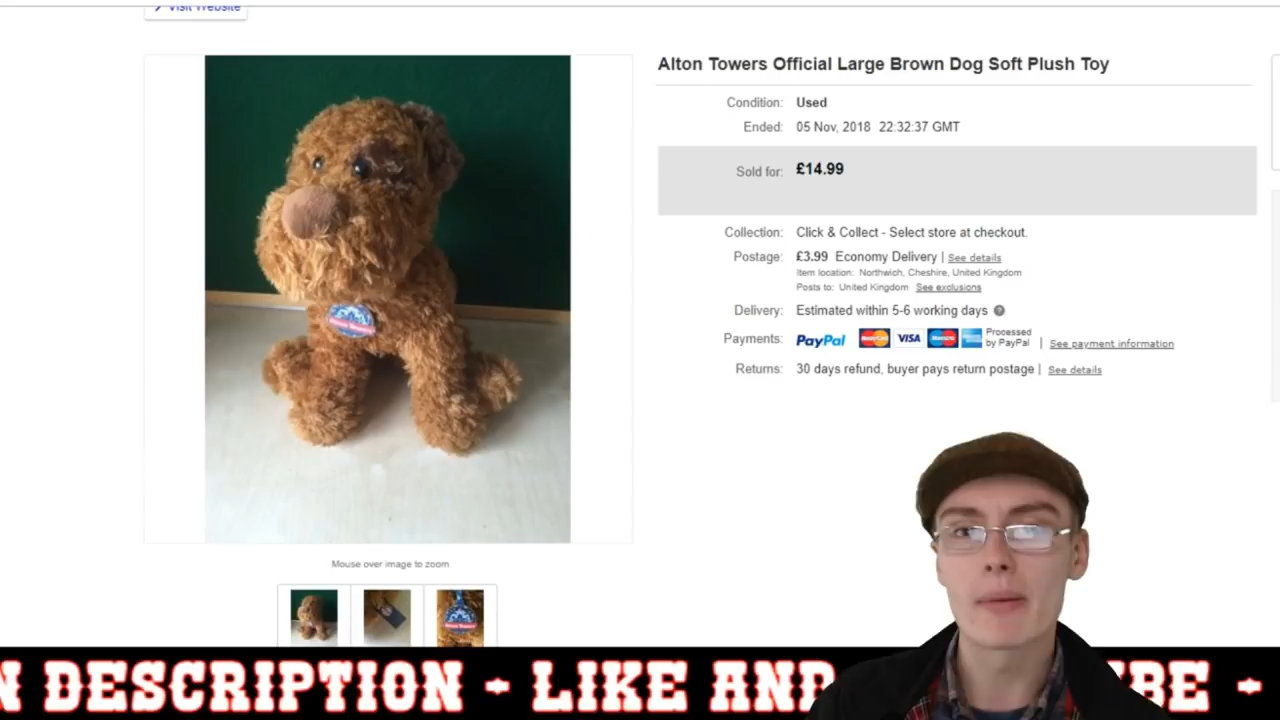 Visit Website
Alton Towers Official Large Brown Dog Soft Plush Toy
Condition: Used
Ended: 05 Nov, 2018 22:32:37 GMT
Sold for: £14.99
Collection: Click & Collect - Select store at checkout.
Postage: £3.99 Economy Delivery | See details
Item location: Northwich, Cheshire, United Kingdom
Posts to: United Kingdom See exclusions
Delivery: Estimated within 5-6 working days
Payments: PayPal MasterCard VISA Maestro Processed by PayPal | See payment information
Returns: 30 days refund, buyer pays return postage | See details
ALTON TOWERS
Mouse over image to zoom
N DESCRIPTION - LIKE AND BE -